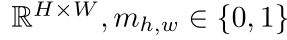 ℝ^{H×W}, m_{h,w} ∈ {0, 1}